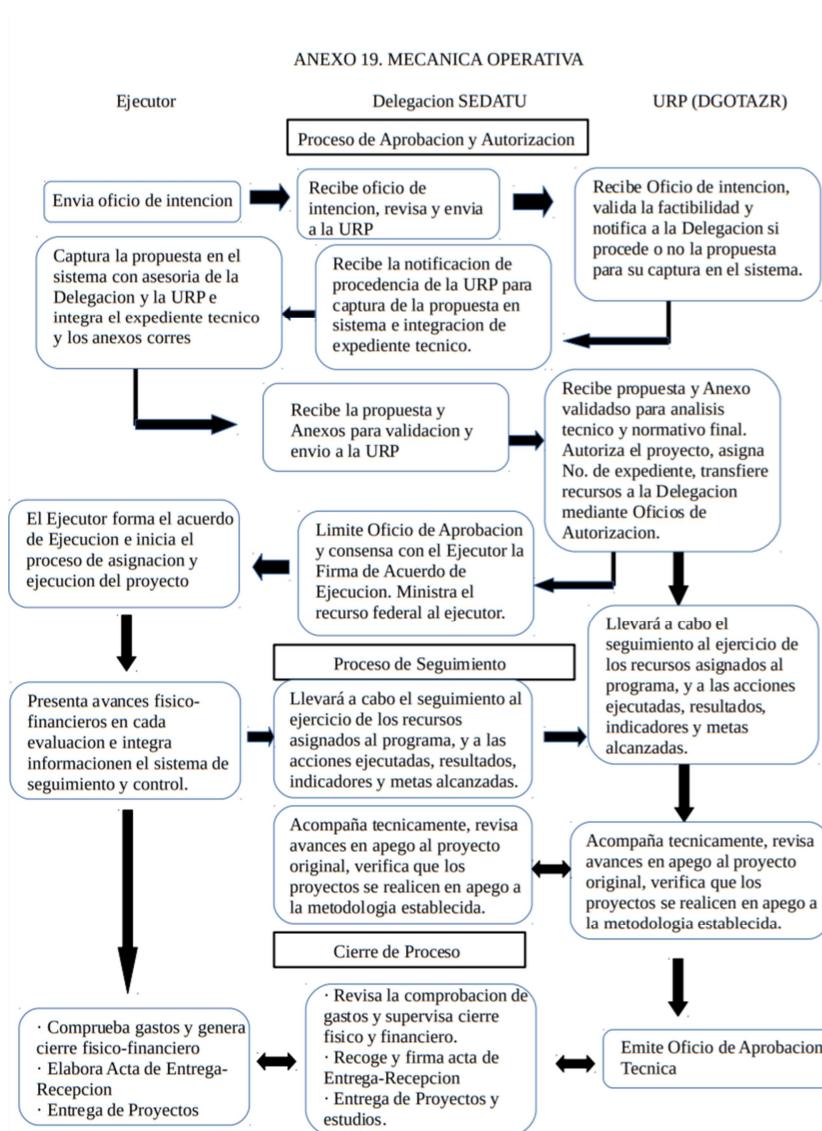 ANEXO 19. MECANICA OPERATIVA
Ejecutor
Delegacion SEDATU
URP (DGOTAZR)
Proceso de Aprobacion y Autorizacion
Envia oficio de intencion
Recibe oficio de
intencion, revisa y envia
a la URP
Recibe Oficio de intencion,
valida la factibilidad y
notifica a la Delegacion si
procede o no la propuesta
para su captura en el sistema.
Captura la propuesta en el
sistema con asesoria de la
Delegacion y la URP e
integra el expediente tecnico
y los anexos corres
Recibe la notificacion de
procedencia de la URP para
captura de la propuesta en
sistema e integracion de
expediente tecnico.
Recibe la propuesta y
Anexos para validacion y
envio a la URP
Recibe propuesta y Anexo
validadso para analisis
tecnico y normativo final.
Autoriza el proyecto, asigna
No. de expediente, transfiere
recursos a la Delegacion
mediante Oficios de
Autorizacion.
El Ejecutor forma el acuerdo
de Ejecucion e inicia el
proceso de asignacion y
ejecucion del proyecto
Limite Oficio de Aprobacion
y consensa con el Ejecutor la
Firma de Acuerdo de
Ejecucion. Ministra el
recurso federal al ejecutor.
Llevará a cabo el
seguimiento al ejercicio de
los recursos asignados al
programa, y a las acciones
ejecutadas, resultados,
indicadores y metas
alcanzadas.
Proceso de Seguimiento
Presenta avances fisico-
financieros en cada
evaluacion e integra
informacionen el sistema de
seguimiento y control.
Llevará a cabo el seguimiento al
ejercicio de los recursos
asignados al programa, y a las
acciones ejecutadas, resultados,
indicadores y metas alcanzadas.
Acompaña tecnicamente, revisa
avances en apego al proyecto
original, verifica que los
proyectos se realicen en apego a
la metodologia establecida.
Acompaña tecnicamente, revisa
avances en apego al proyecto
original, verifica que los
proyectos se realicen en apego a
la metodologia establecida.
Cierre de Proceso
· Comprueba gastos y genera
cierre fisico-financiero
· Elabora Acta de Entrega-
Recepcion
· Entrega de Proyectos
· Revisa la comprobacion de
gastos y supervisa cierre
fisico y financiero.
· Recoge y firma acta de
Entrega-Recepcion
· Entrega de Proyectos y
estudios.
Emite Oficio de Aprobacion
Tecnica